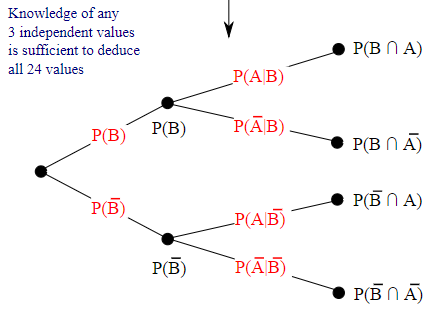 Knowledge of any
3 independent values
is sufficient to deduce
all 24 values
P(B ∩ A)
P(A|B)
P(B)
P(B)
P(A̅|B)
P(B ∩ A̅)
P(B̅)
P(B̅ ∩ A)
P(A|B̅)
P(B̅)
P(A̅|B̅)
P(B̅ ∩ A̅)